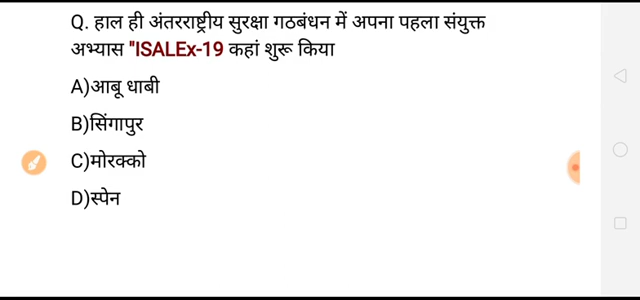 Q. हाल ही अंतरराष्ट्रीय सुरक्षा गठबंधन में अपना पहला संयुक्त
अभ्यास "ISALEx-19 कहां शुरू किया
A)आबू धाबी
B)सिंगापुर
C)मोरक्को
D)स्पेन